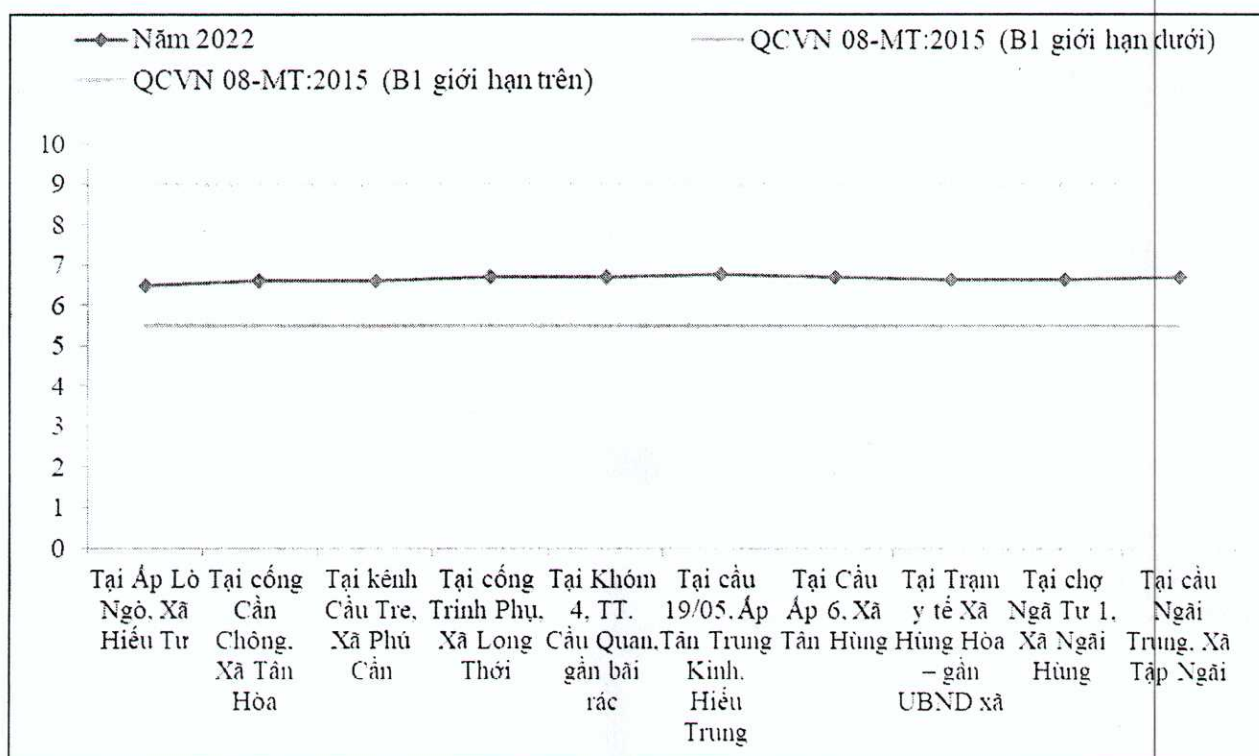 Năm 2022
QCVN 08-MT:2015 (B1 giới hạn dưới)
QCVN 08-MT:2015 (B1 giới hạn trên)
10
9
8
7
6
5
4
3
2
1
0
Tại Ấp Lò
Ngò, Xã
Hiếu Tư
Tại cống
Cần
Chông,
Xã Tân
Hòa
Tại kênh
Cầu Tre,
Xã Phú
Cần
Tại cống
Trinh Phụ,
Xã Long
Thới
Tại Khóm
4, TT.
Cầu Quan,
gần bãi
rác
Tại cầu
19/05, Ấp
Tân Trung
Kinh,
Hiếu
Trung
Tại Cầu
Ấp 6, Xã
Tân Hùng
Tại Trạm
y tế Xã
Hùng Hòa
– gần
UBND xã
Tại chợ
Ngã Tư 1,
Xã Ngãi
Hùng
Tại cầu
Ngãi
Trung, Xã
Tập Ngãi